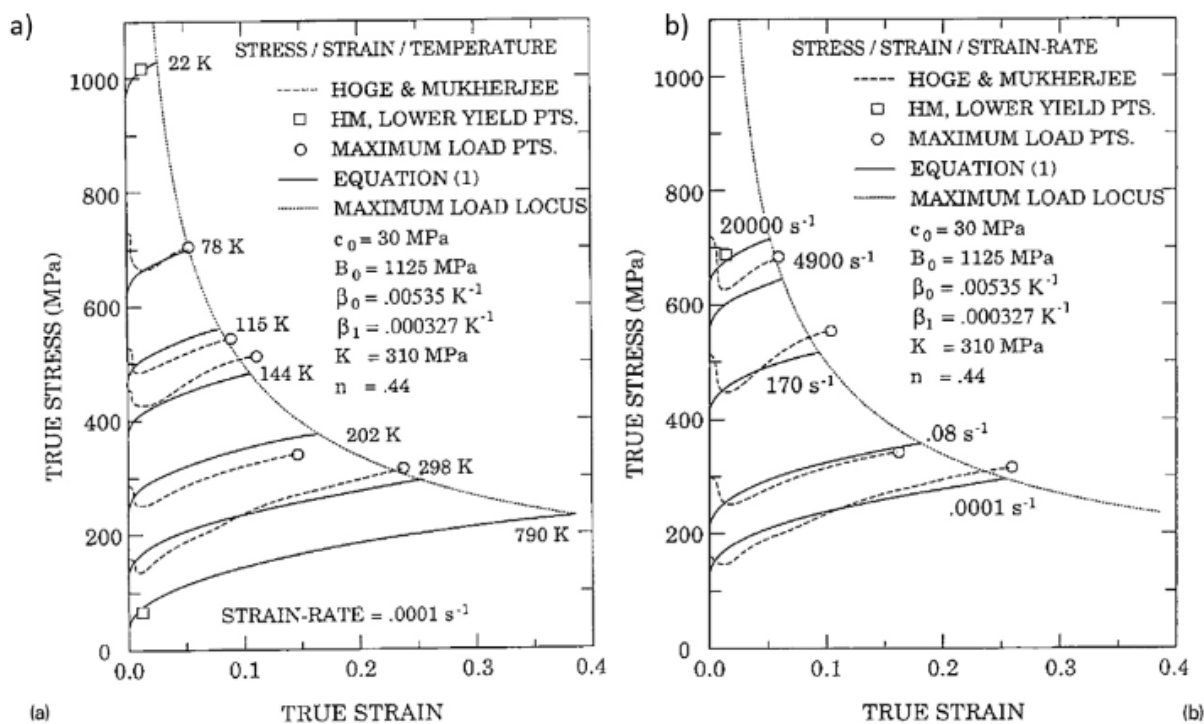 a)
STRESS / STRAIN / TEMPERATURE
HOGE & MUKHERJEE
HM, LOWER YIELD PTS.
MAXIMUM LOAD PTS.
EQUATION (1)
MAXIMUM LOAD LOCUS
c₀ = 30 MPa
B₀ = 1125 MPa
β₀ = .00535 K⁻¹
β₁ = .000327 K⁻¹
K = 310 MPa
n = .44
22 K
78 K
115 K
144 K
202 K
298 K
790 K
STRAIN-RATE = .0001 s⁻¹
TRUE STRESS (MPa)
1000
800
600
400
200
0
0.0 0.1 0.2 0.3 0.4
TRUE STRAIN
(a)
b)
STRESS / STRAIN / STRAIN-RATE
HOGE & MUKHERJEE
HM, LOWER YIELD PTS.
MAXIMUM LOAD PTS.
EQUATION (1)
MAXIMUM LOAD LOCUS
c₀ = 30 MPa
B₀ = 1125 MPa
β₀ = .00535 K⁻¹
β₁ = .000327 K⁻¹
K = 310 MPa
n = .44
20000 s⁻¹
4900 s⁻¹
170 s⁻¹
.08 s⁻¹
.0001 s⁻¹
TRUE STRESS (MPa)
1000
800
600
400
200
0
0.0 0.1 0.2 0.3 0.4
TRUE STRAIN
(b)